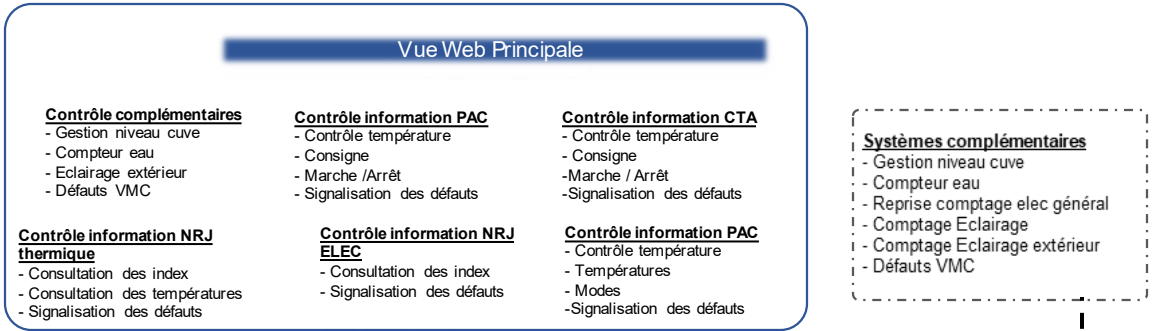 Vue Web Principale
Contrôle complémentaires
- Gestion niveau cuve
- Compteur eau
- Eclairage extérieur
- Défauts VMC
Contrôle information PAC
- Contrôle température
- Consigne
- Marche /Arrêt
- Signalisation des défauts
Contrôle information CTA
- Contrôle température
- Consigne
-Marche / Arrêt
-Signalisation des défauts
Contrôle information NRJ
thermique
- Consultation des index
- Consultation des températures
- Signalisation des défauts
Contrôle information NRJ
ELEC
- Consultation des index
- Signalisation des défauts
Contrôle information PAC
- Contrôle température
- Températures
- Modes
-Signalisation des défauts
Systèmes complémentaires
- Gestion niveau cuve
- Compteur eau
- Reprise comptage elec général
- Comptage Eclairage
- Comptage Eclairage extérieur
- Défauts VMC